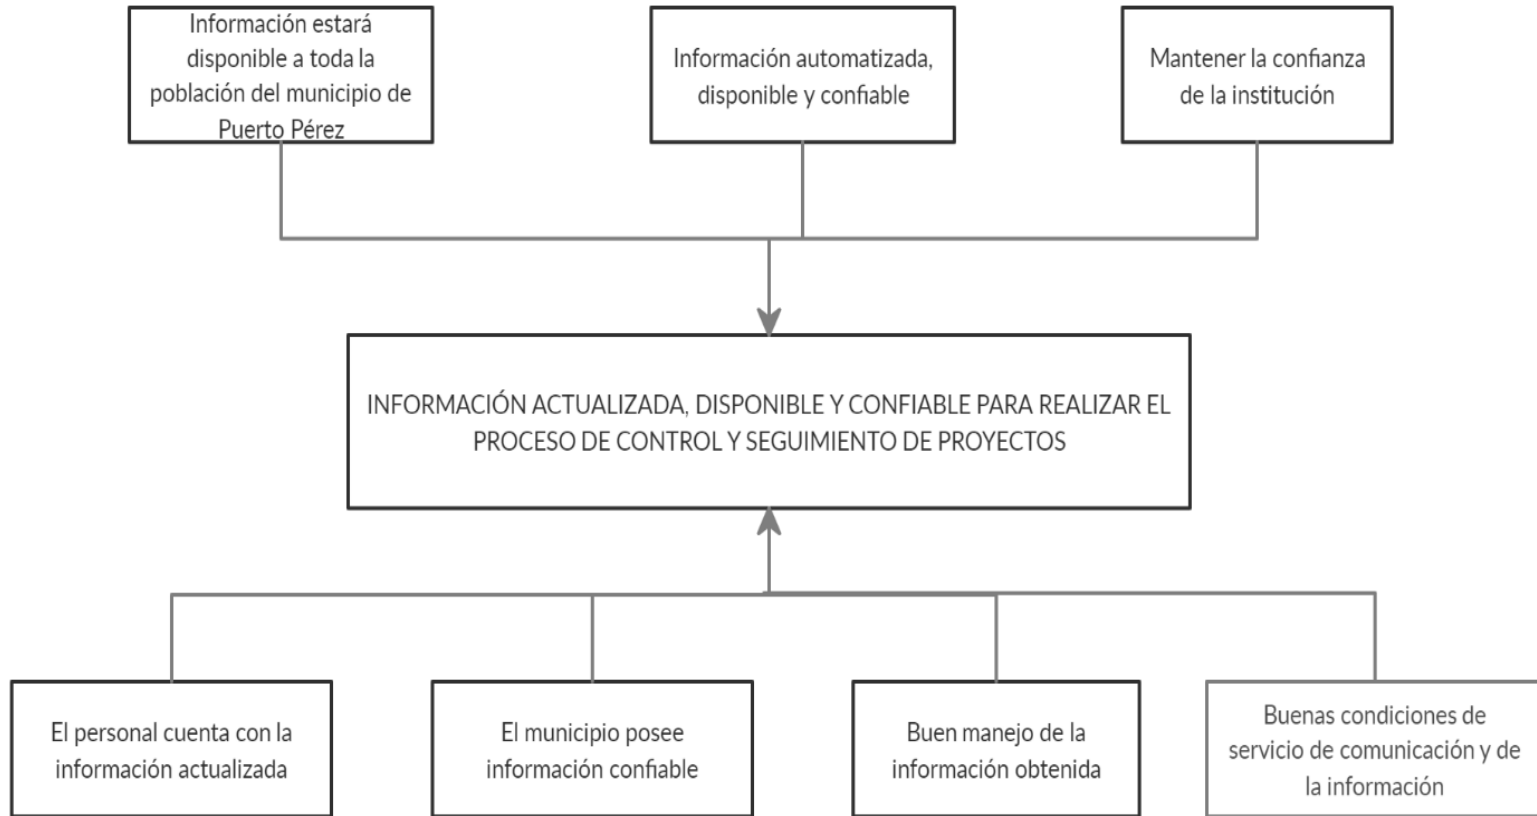 Información estará
disponible a toda la
población del municipio de
Puerto Pérez
Información automatizada,
disponible y confiable
Mantener la confianza
de la institución
INFORMACIÓN ACTUALIZADA, DISPONIBLE Y CONFIABLE PARA REALIZAR EL
PROCESO DE CONTROL Y SEGUIMIENTO DE PROYECTOS
El personal cuenta con la
información actualizada
El municipio posee
información confiable
Buen manejo de la
información obtenida
Buenas condiciones de
servicio de comunicación y de
la información